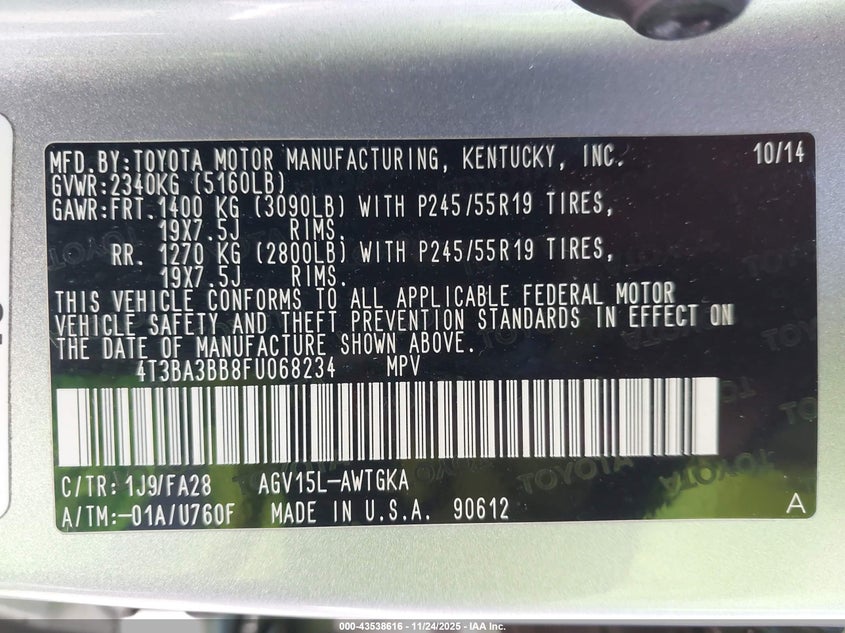 MFD.BY:TOYOTA MOTOR MANUFACTURING, KENTUCKY, INC. 10/14
GVWR:2340KG (5160LB)
GAWR:FRT.1400 KG (3090LB) WITH P245/55R19 TIRES,
19X7.5J RIMS.
RR. 1270 KG (2800LB) WITH P245/55R19 TIRES,
19X7.5J RIMS.
THIS VEHICLE CONFORMS TO ALL APPLICABLE FEDERAL MOTOR
VEHICLE SAFETY AND THEFT PREVENTION STANDARDS IN EFFECT ON
THE DATE OF MANUFACTURE SHOWN ABOVE.
4T3BA3BB8FU068234 MPV
C/TR: 1J9/FA28 AGV15L-AWTGKA
A/TM:-01A/U760F MADE IN U.S.A. 90612
A
TOYOTA
000-43538616 - 11/24/2025 - IAA Inc.